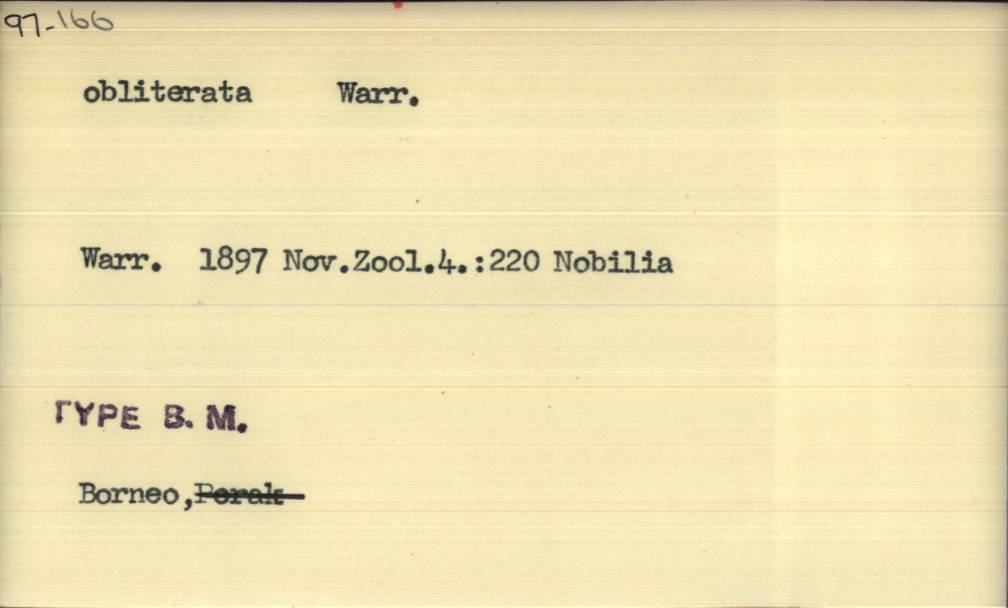 97-166
obliterata Warr.
Warr. 1897 Nov.Zool.4.:220 Nobilia
TYPE B. M.
Borneo,Perak